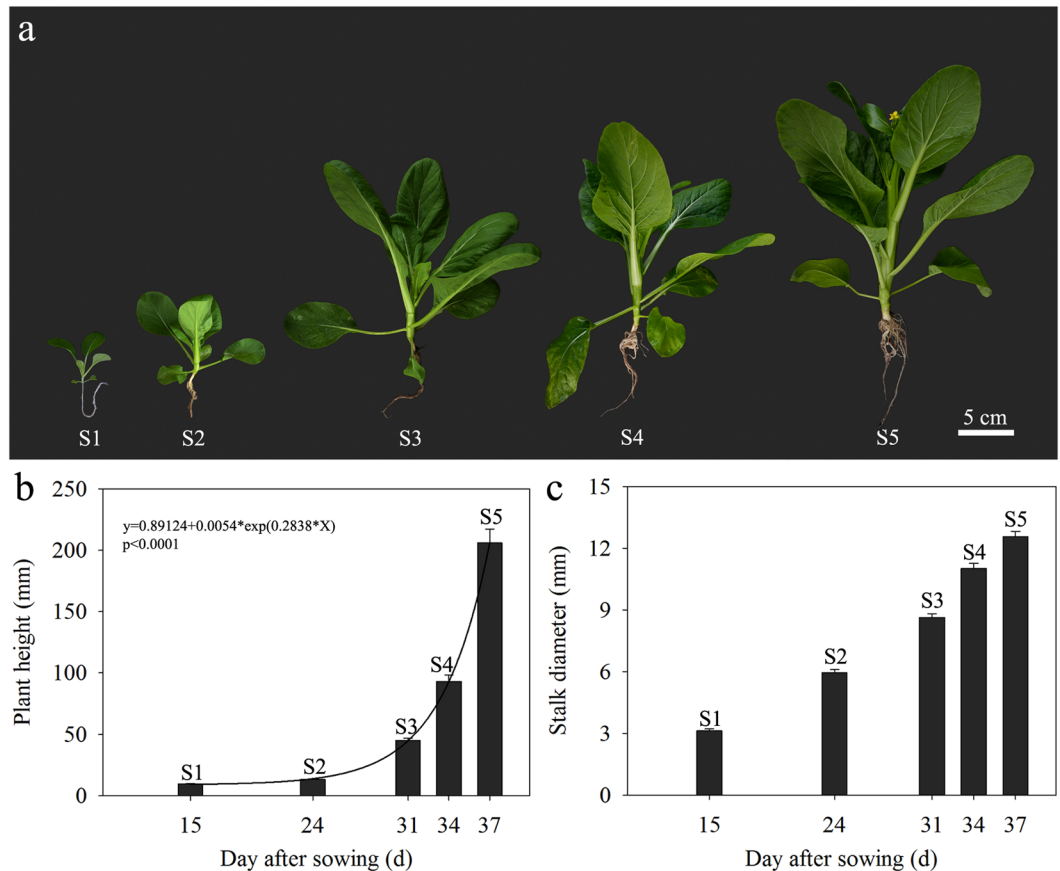 a
S1
S2
S3
S4
S5
5 cm
b
250
200
150
100
50
0
Plant height (mm)
y=0.89124+0.0054*exp(0.2838*X)
p<0.0001
S1
S2
S3
S4
S5
15
24
31
34
37
Day after sowing (d)
c
15
12
9
6
3
0
Stalk diameter (mm)
S1
S2
S3
S4
S5
15
24
31
34
37
Day after sowing (d)